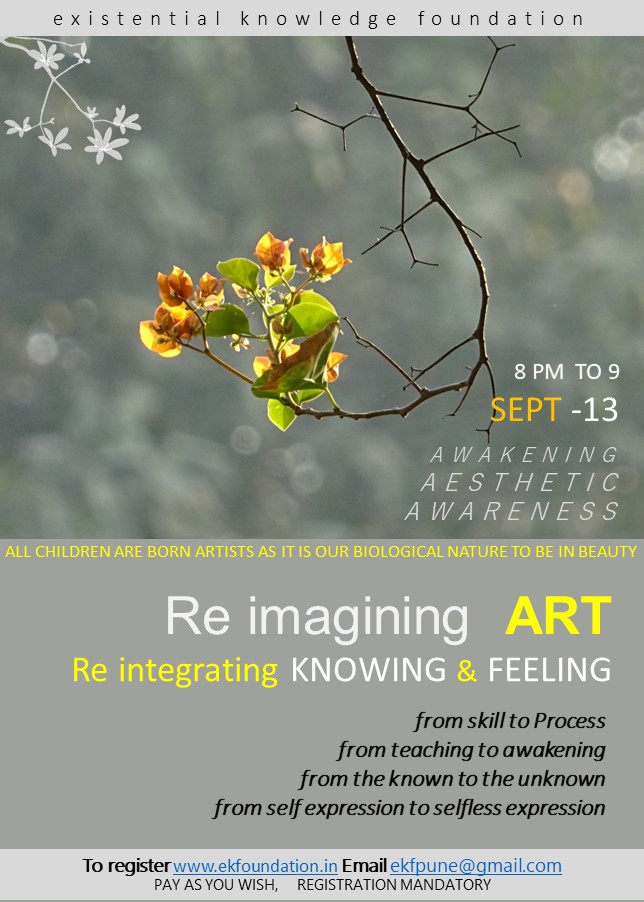 existential knowledge foundation
8 PM TO 9
SEPT -13
AWAKENING
AESTHETIC
AWARENESS
ALL CHILDREN ARE BORN ARTISTS AS IT IS OUR BIOLOGICAL NATURE TO BE IN BEAUTY
Re imagining ART
Re integrating KNOWING & FEELING
from skill to Process
from teaching to awakening
from the known to the unknown
from self expression to selfless expression
To register www.ekfoundation.in Email ekfpune@gmail.com
PAY AS YOU WISH, REGISTRATION MANDATORY